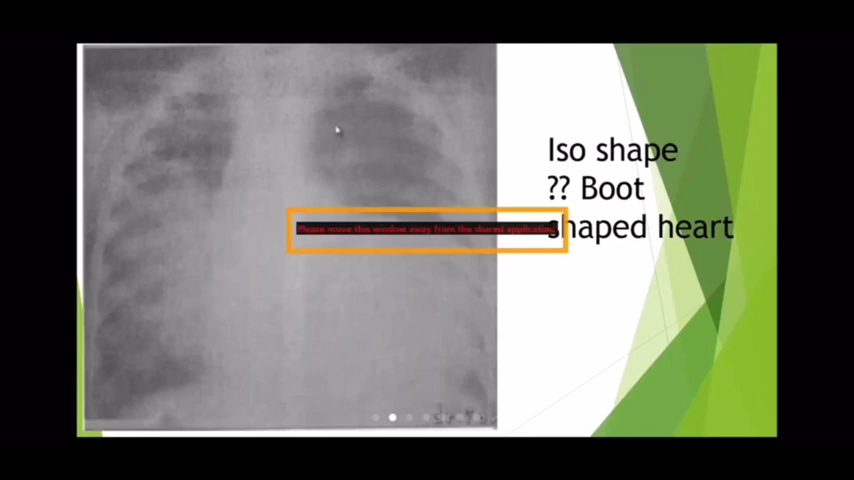 Iso shape
?? Boot
shaped heart
Please move this window away from the shared application